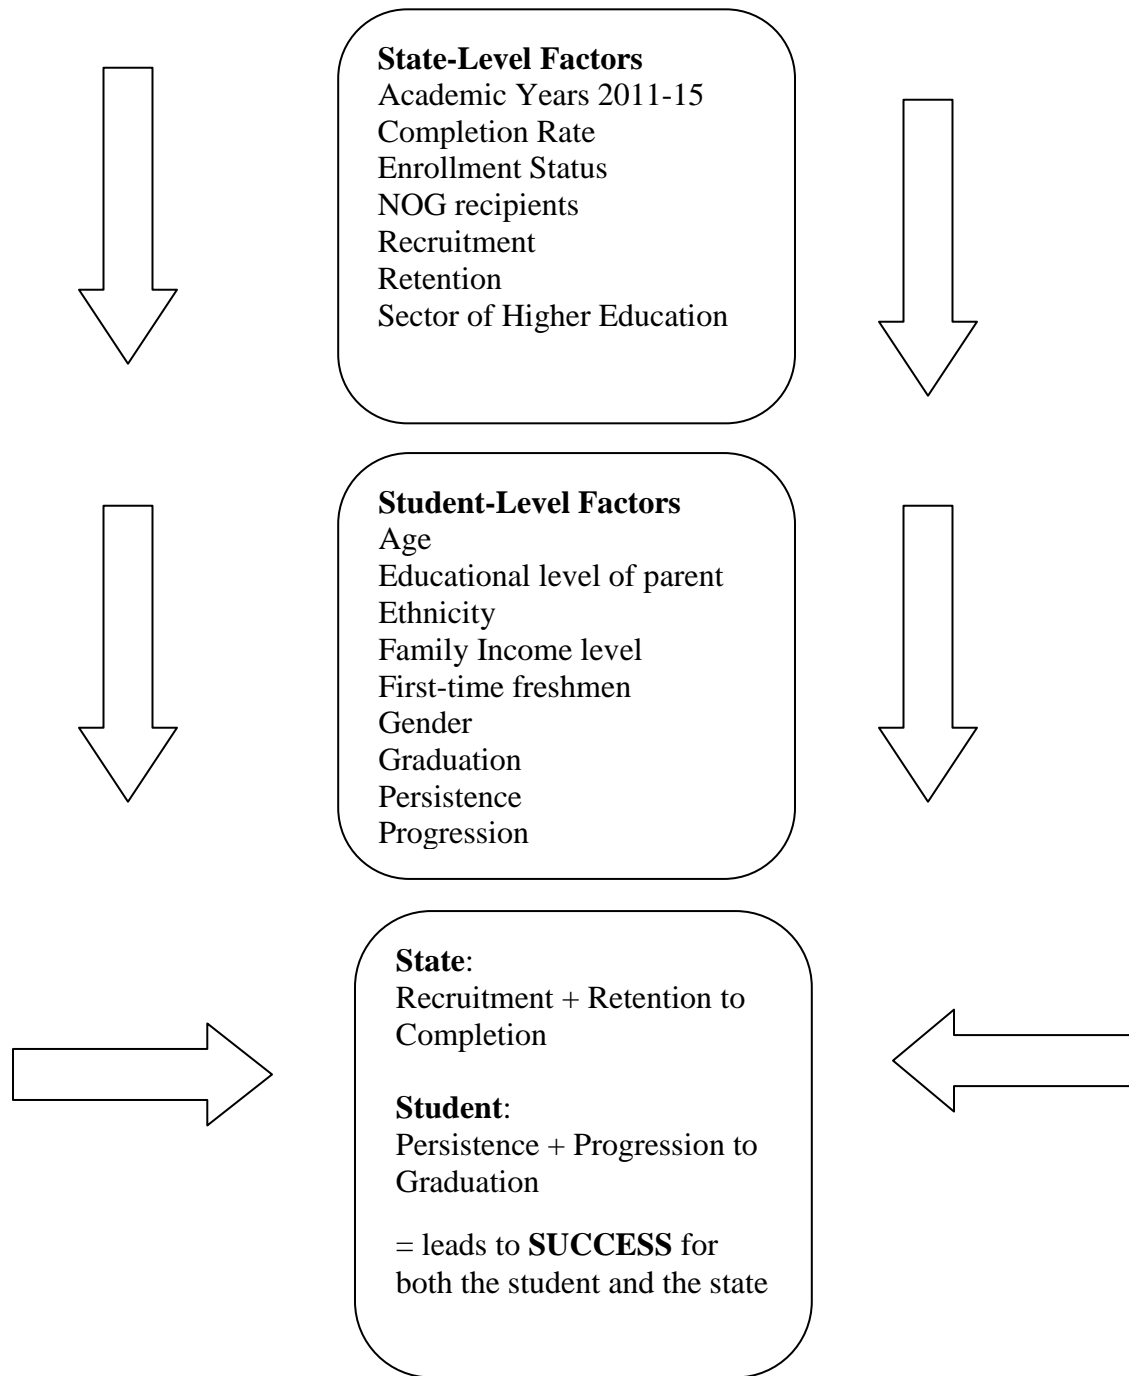 State-Level Factors
Academic Years 2011-15
Completion Rate
Enrollment Status
NOG recipients
Recruitment
Retention
Sector of Higher Education
Student-Level Factors
Age
Educational level of parent
Ethnicity
Family Income level
First-time freshmen
Gender
Graduation
Persistence
Progression
State:
Recruitment + Retention to
Completion
Student:
Persistence + Progression to
Graduation
= leads to SUCCESS for
both the student and the state